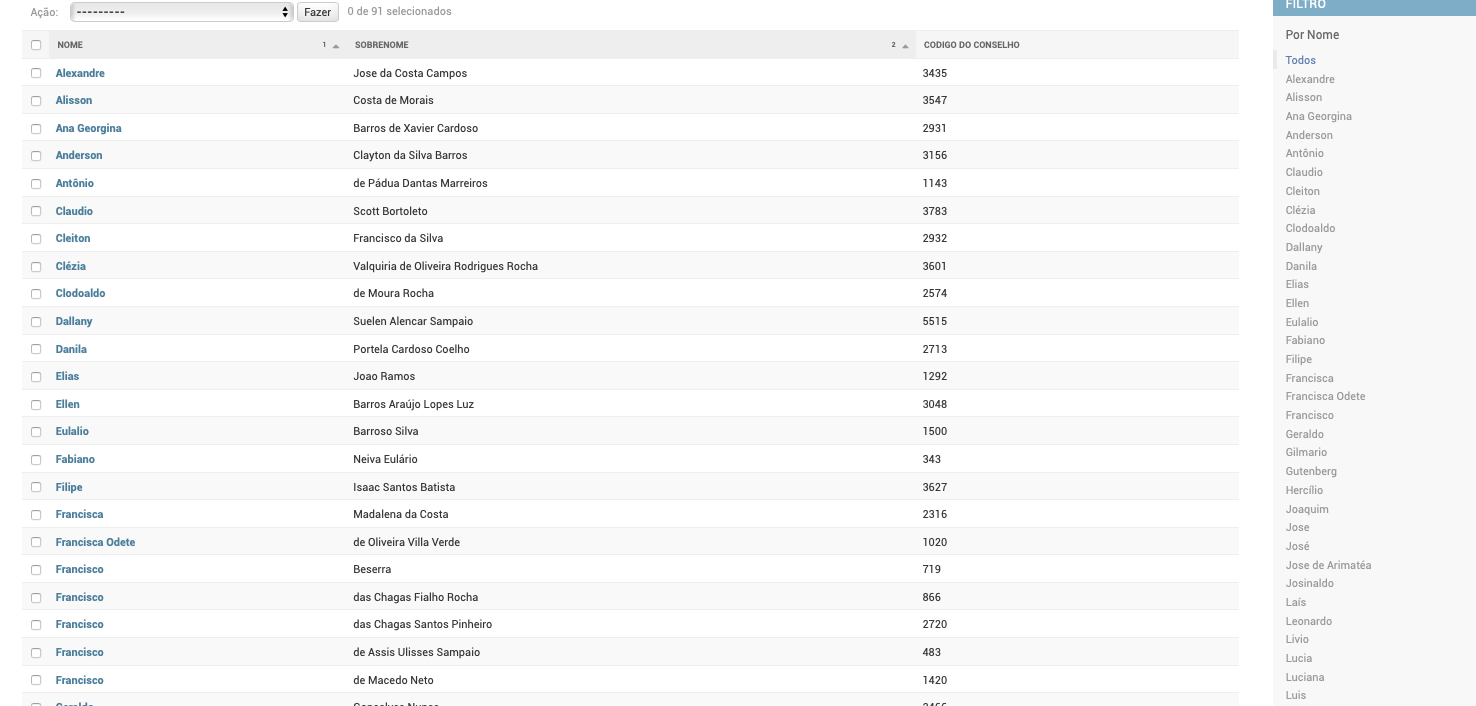 Ação: --------- Fazer 0 de 91 selecionados
NOME 1 SOBRENOME 2 CODIGO DO CONSELHO
Alexandre Jose da Costa Campos 3435
Alisson Costa de Morais 3547
Ana Georgina Barros de Xavier Cardoso 2931
Anderson Clayton da Silva Barros 3156
Antônio de Pádua Dantas Marreiros 1143
Claudio Scott Bortoleto 3783
Cleiton Francisco da Silva 2932
Clézia Valquiria de Oliveira Rodrigues Rocha 3601
Clodoaldo de Moura Rocha 2574
Dallany Suelen Alencar Sampaio 5515
Danila Portela Cardoso Coelho 2713
Elias Joao Ramos 1292
Ellen Barros Araújo Lopes Luz 3048
Eulalio Barroso Silva 1500
Fabiano Neiva Eulário 343
Filipe Isaac Santos Batista 3627
Francisca Madalena da Costa 2316
Francisca Odete de Oliveira Villa Verde 1020
Francisco Beserra 719
Francisco das Chagas Fialho Rocha 866
Francisco das Chagas Santos Pinheiro 2720
Francisco de Assis Ulisses Sampaio 483
Francisco de Macedo Neto 1420
FILTRO
Por Nome
Todos
Alexandre
Alisson
Ana Georgina
Anderson
Antônio
Claudio
Cleiton
Clézia
Clodoaldo
Dallany
Danila
Elias
Ellen
Eulalio
Fabiano
Filipe
Francisca
Francisca Odete
Francisco
Geraldo
Gilmario
Gutenberg
Hercílio
Joaquim
Jose
José
Jose de Arimatéa
Josinaldo
Laís
Leonardo
Livio
Lucia
Luciana
Luis